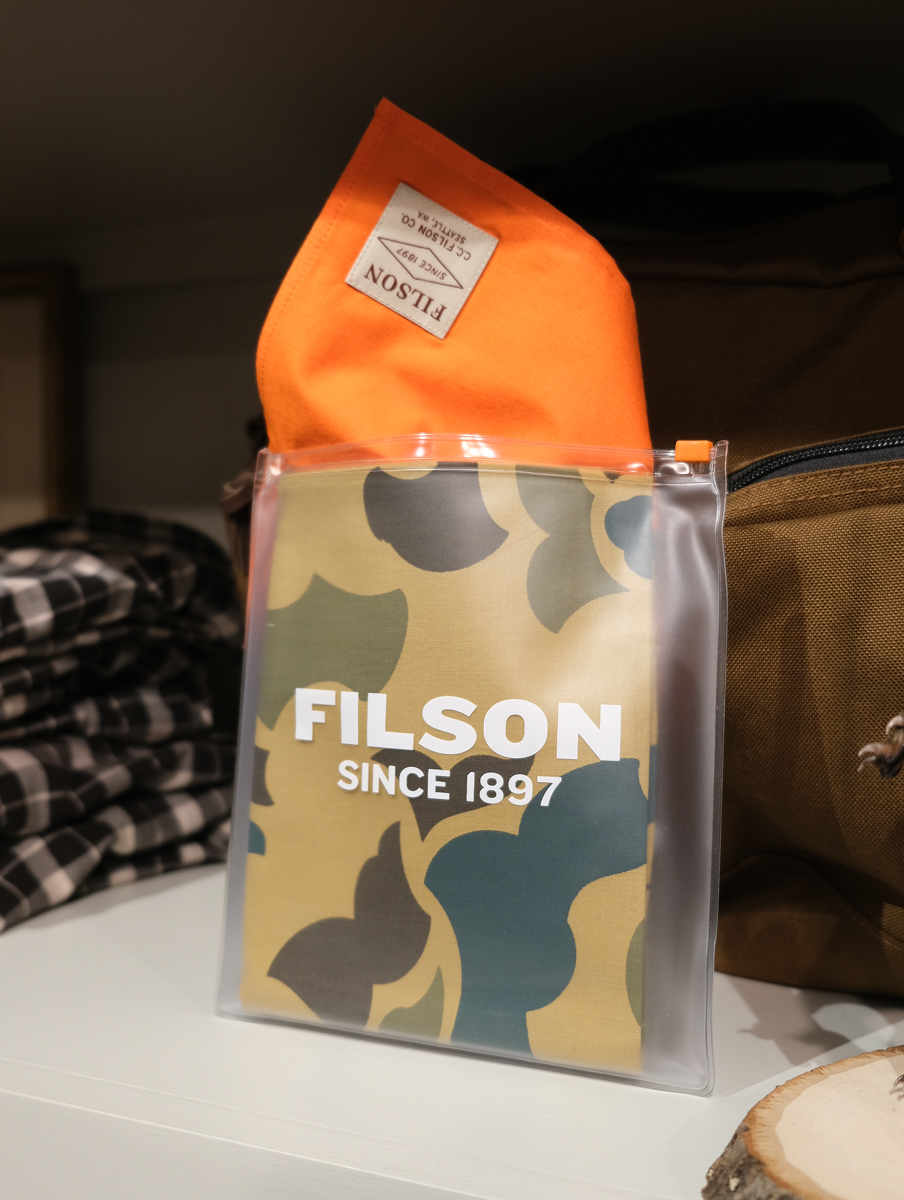 FILSON
SINCE 1897
C.C. FILSON CO.
SEATTLE, WA
FILSON
SINCE 1897